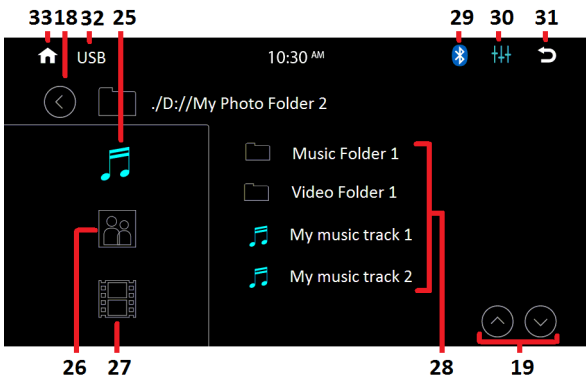 33 18 32 25 29 30 31
USB 10:30 AM
./D://My Photo Folder 2
Music Folder 1
Video Folder 1
My music track 1
My music track 2
26 27 28 19